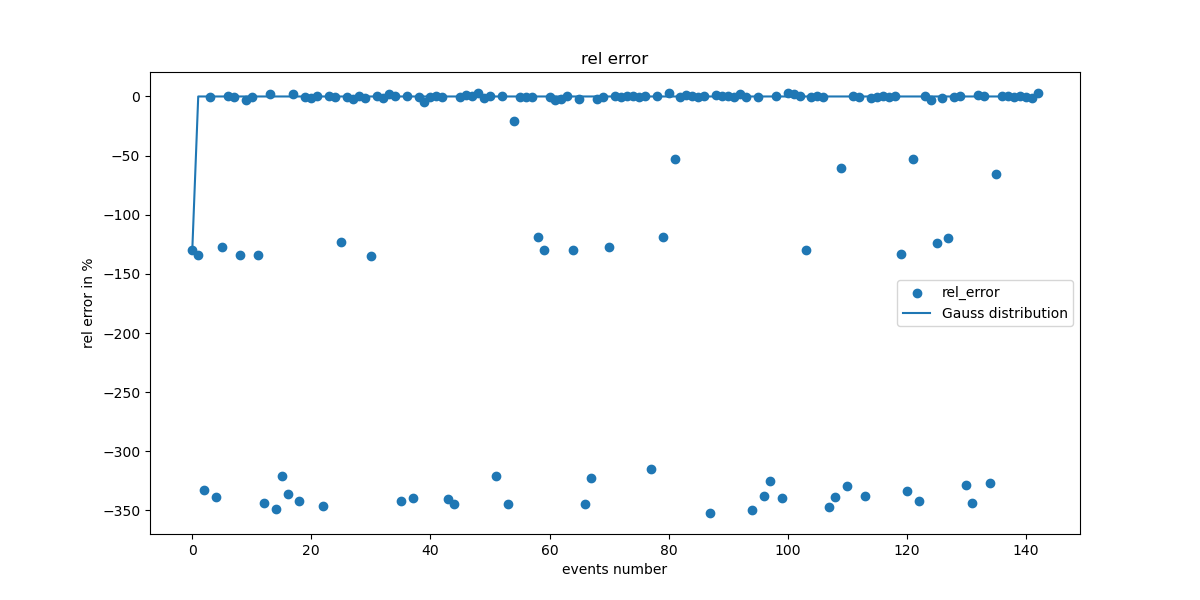 rel error
rel error in %
0
−50
−100
−150
−200
−250
−300
−350
rel_error
Gauss distribution
0 20 40 60 80 100 120 140
events number